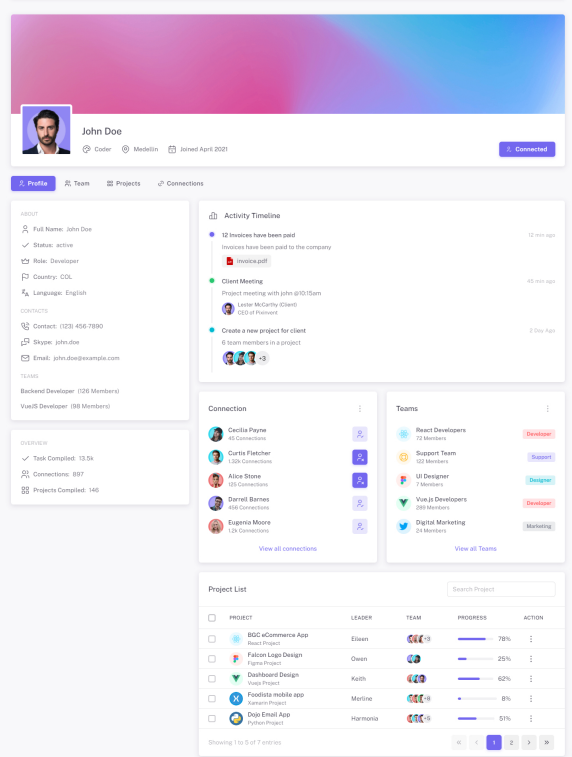 John Doe
Coder
Medellin
Joined April 2021
Connected
Profile
Team
Projects
Connections
ABOUT
Full Name: John Doe
Status: active
Role: Developer
Country: COL
Language: English
CONTACTS
Contact: (123) 456-7890
Skype: john.doe
Email: john.doe@example.com
TEAMS
Backend Developer (126 Members)
VueJS Developer (98 Members)
OVERVIEW
Task Compiled: 13.5k
Connections: 897
Projects Compiled: 146
Activity Timeline
12 Invoices have been paid 12 min ago
Invoices have been paid to the company
invoice.pdf
Client Meeting 45 min ago
Project meeting with john @10:15am
Lester McCarthy (Client)
CEO of Pixinvent
Create a new project for client 2 Day Ago
6 team members in a project
+3
Connection
Cecilia Payne
45 Connections
Curtis Fletcher
1.32k Connections
Alice Stone
125 Connections
Darrell Barnes
456 Connections
Eugenia Moore
1.2k Connections
View all connections
Teams
React Developers
72 Members
Developer
Support Team
122 Members
Support
UI Designer
7 Members
Designer
Vue.js Developers
289 Members
Developer
Digital Marketing
24 Members
Marketing
View all Teams
Project List
Search Project
PROJECT LEADER TEAM PROGRESS ACTION
BGC eCommerce App
React Project
Eileen +3 78%
Falcon Logo Design
Figma Project
Owen 25%
Dashboard Design
Vuejs Project
Keith 62%
Foodista mobile app
Xamarin Project
Merline +8 8%
Dojo Email App
Python Project
Harmonia +5 51%
Showing 1 to 5 of 7 entries
« ‹ 1 2 › »